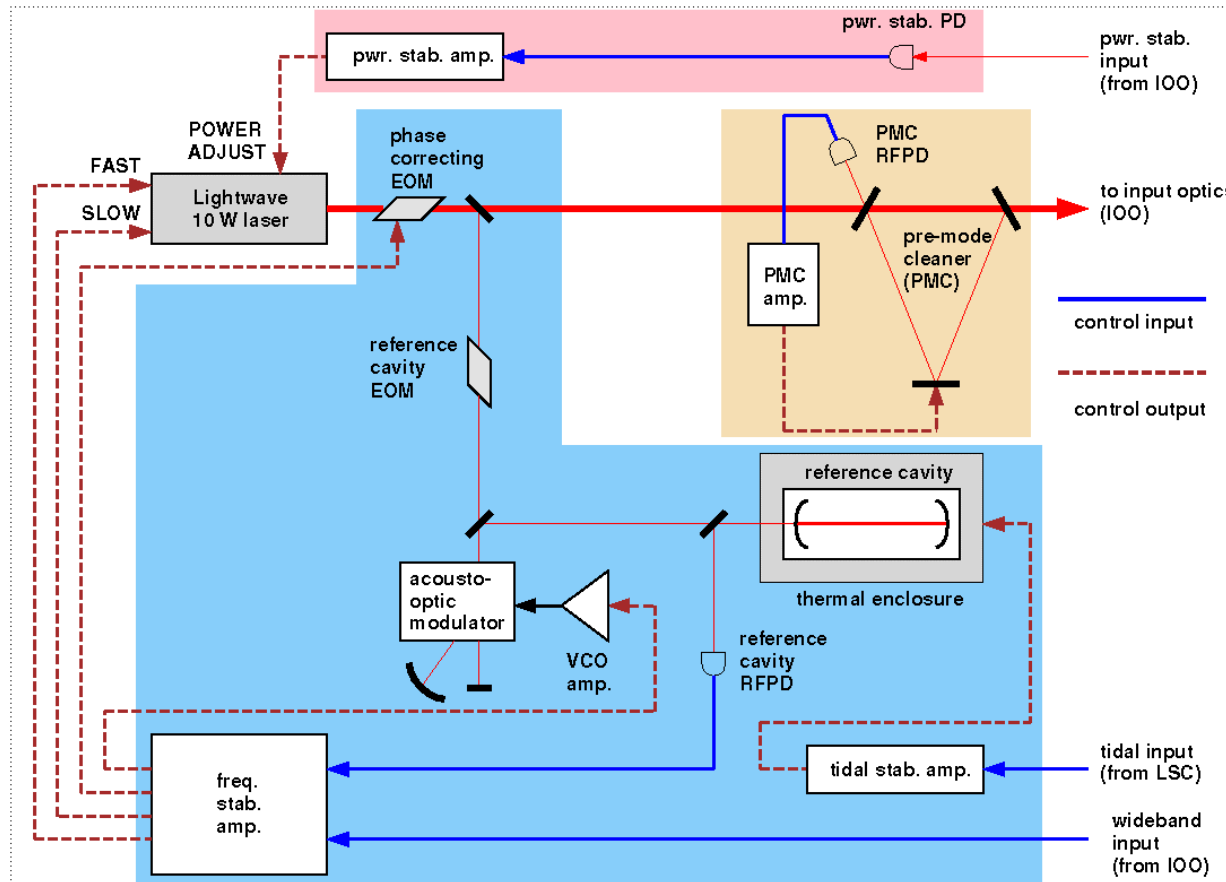 pwr. stab. PD
pwr. stab. amp.
pwr. stab.
input
(from IOO)
POWER
ADJUST
FAST
SLOW
Lightwave
10 W laser
phase
correcting
EOM
PMC
RFPD
to input optics
(IOO)
pre-mode
cleaner
(PMC)
PMC
amp.
control input
control output
reference
cavity
EOM
reference cavity
thermal enclosure
acousto-
optic
modulator
VCO
amp.
reference
cavity
RFPD
freq.
stab.
amp.
tidal stab. amp.
tidal input
(from LSC)
wideband
input
(from IOO)